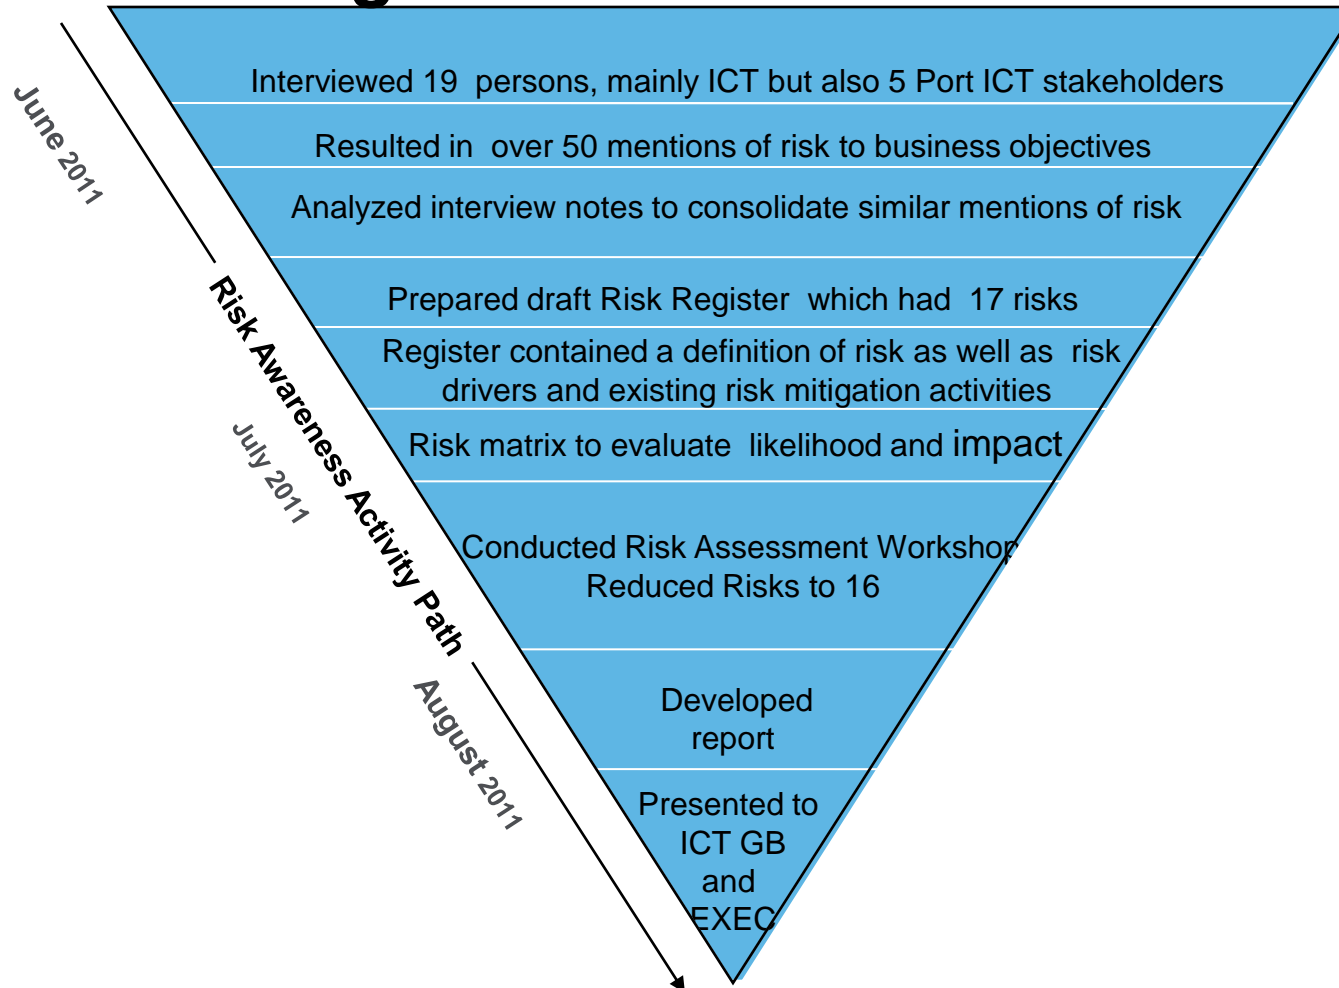 Interviewed 19 persons, mainly ICT but also 5 Port ICT stakeholders
Resulted in over 50 mentions of risk to business objectives
Analyzed interview notes to consolidate similar mentions of risk
Prepared draft Risk Register which had 17 risks
Register contained a definition of risk as well as risk
drivers and existing risk mitigation activities
Risk matrix to evaluate likelihood and impact
Conducted Risk Assessment Workshop
Reduced Risks to 16
Developed
report
Presented to
ICT GB
and
EXEC
June 2011
Risk Awareness Activity Path
July 2011
August 2011